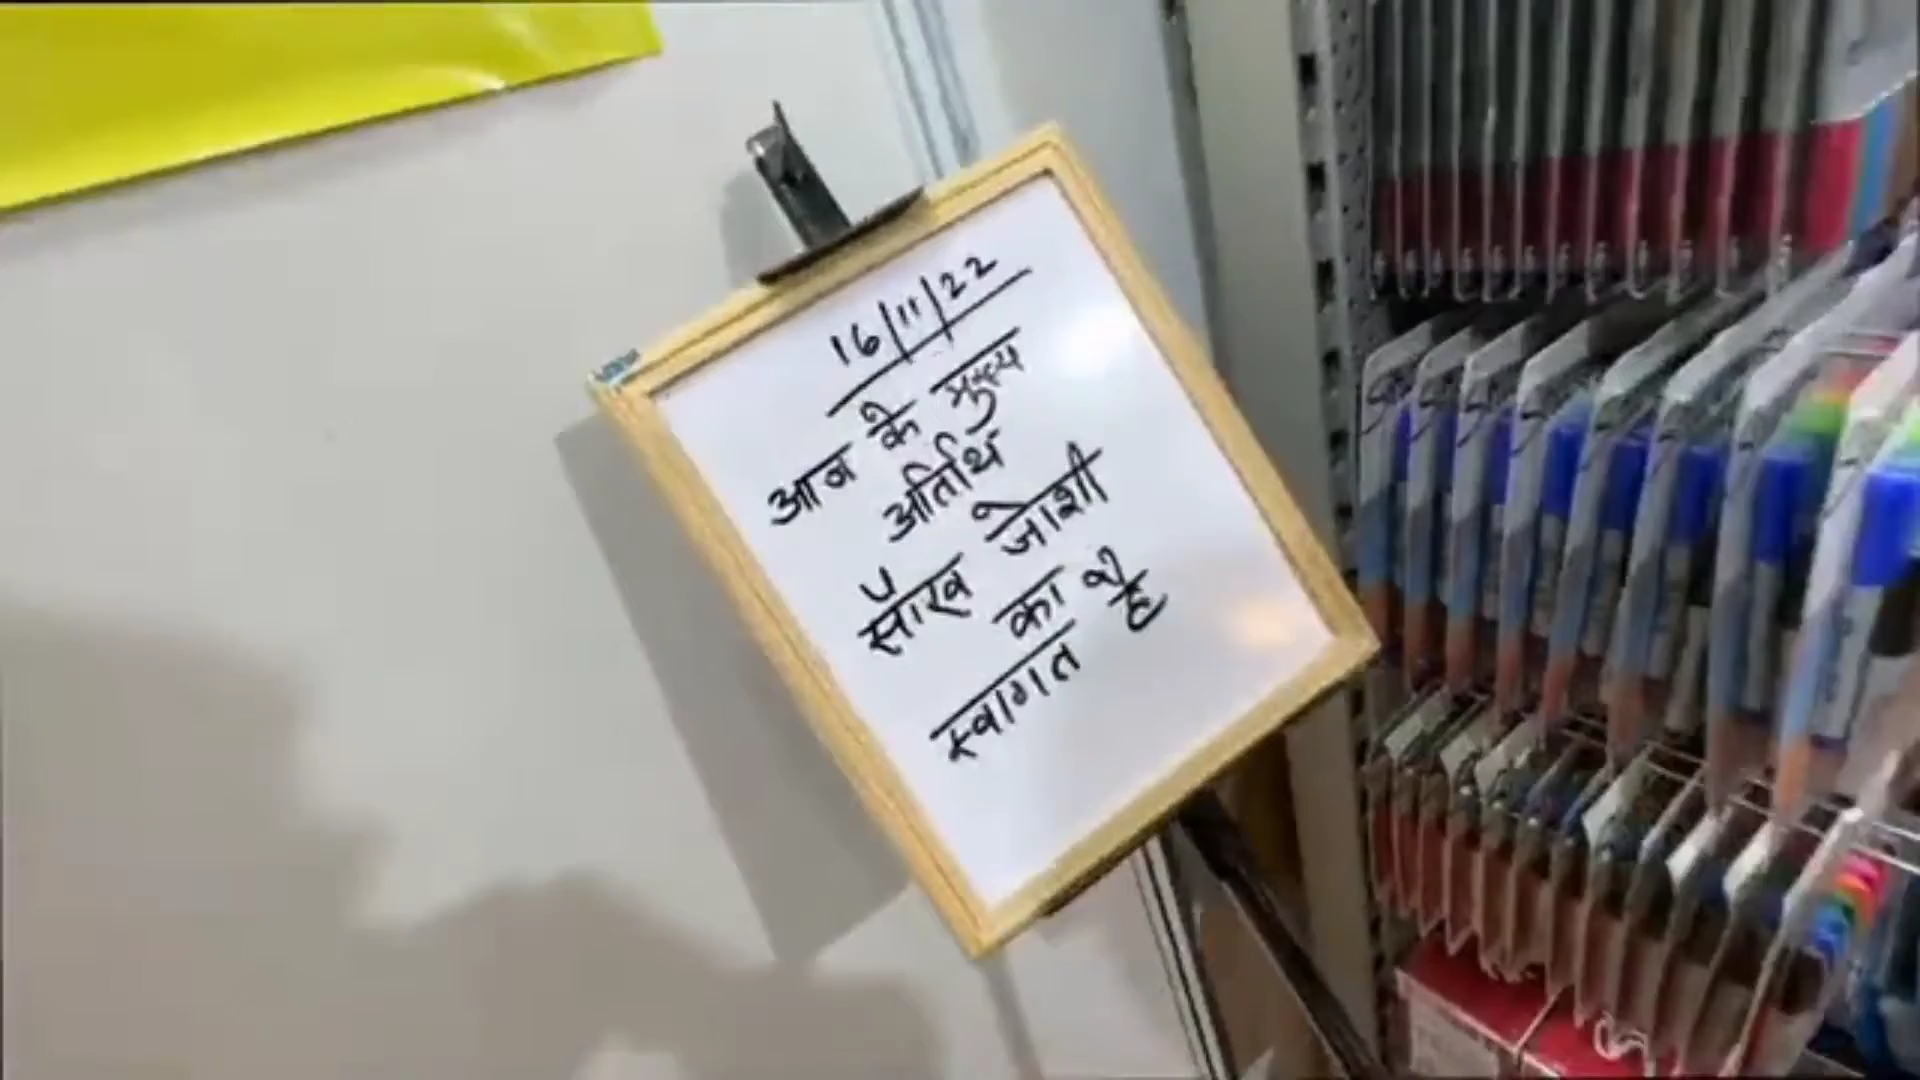 16/11/22
आज के मुख्य
अतिथि
सौरव जोशी
का है
स्वागत